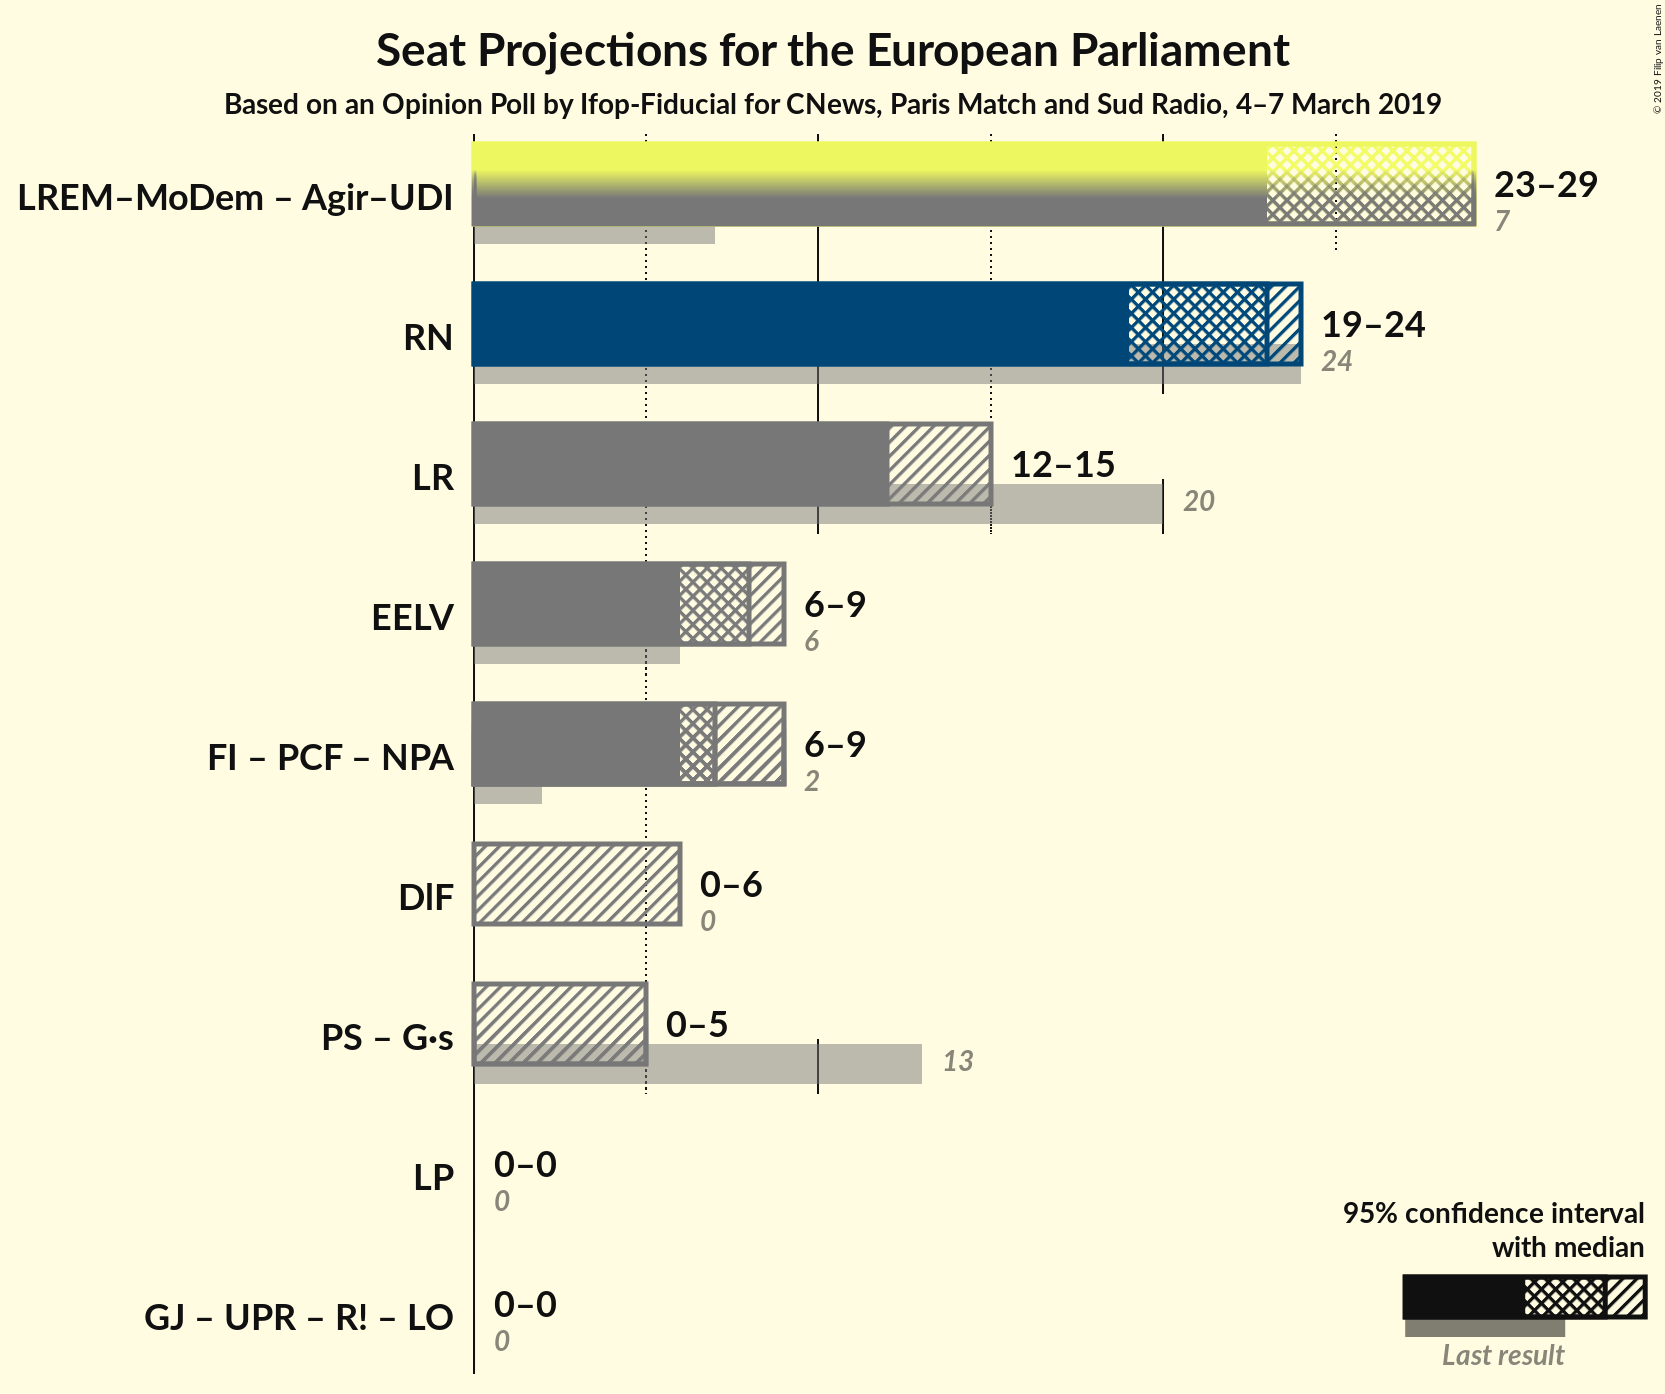 Seat Projections for the European Parliament
Based on an Opinion Poll by Ifop-Fiducial for CNews, Paris Match and Sud Radio, 4–7 March 2019
© 2019 Filip van Laenen
LREM–MoDem – Agir–UDI
23–29
7
RN
19–24
24
LR
12–15
20
EELV
6–9
6
FI – PCF – NPA
6–9
2
DlF
0–6
0
PS – G·s
0–5
13
LP
0–0
0
GJ – UPR – R! – LO
0–0
0
95% confidence interval
with median
Last result